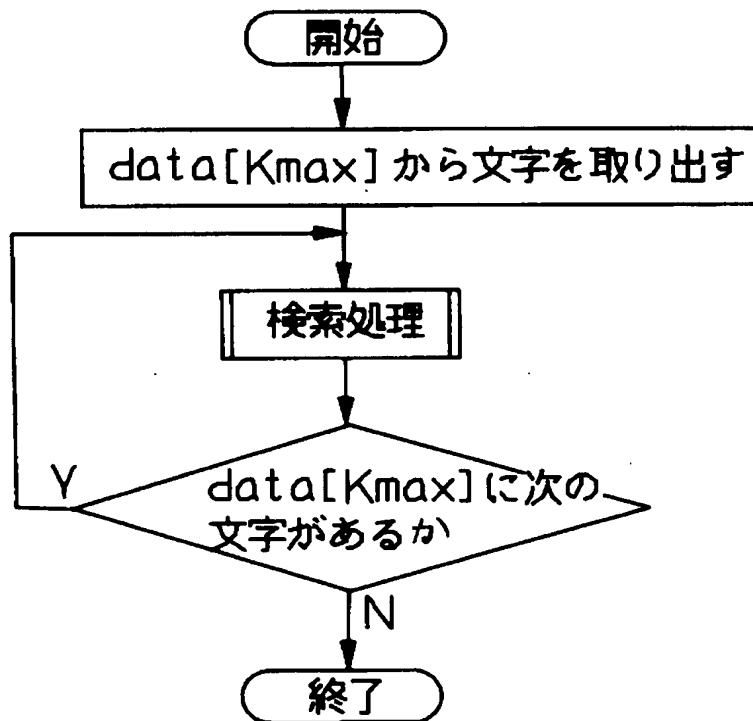 開始
data[Kmax]から文字を取り出す
検索処理
Y
data[Kmax]に次の
文字があるか
N
終了